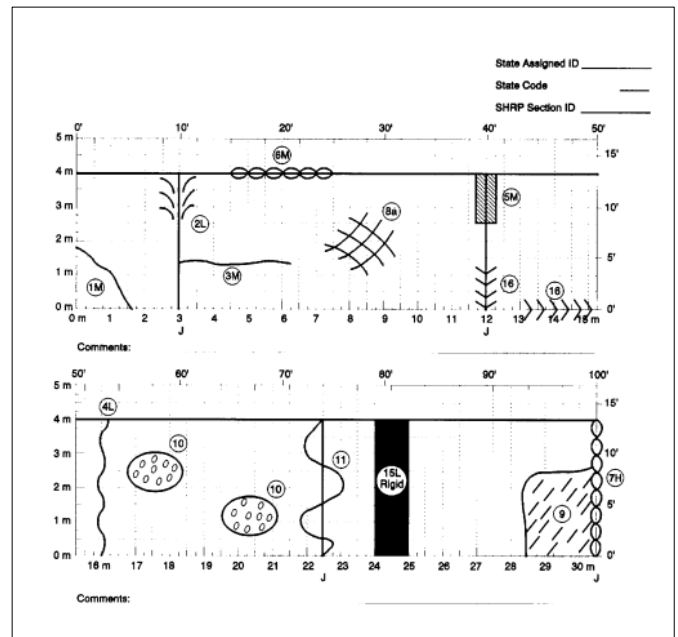 State Assigned ID
State Code
SHRP Section ID
0' 10' 20' 30' 40' 50'
5 m
4 m
3 m
2 m
1 m
0 m
15'
10'
5'
0'
6M
2L
8a
5M
1M
3M
16
16
0 m 1 2 3 4 5 6 7 8 9 10 11 12 13 14 15 m
J J
Comments:
50' 60' 70' 80' 90' 100'
5 m
4 m
3 m
2 m
1 m
0 m
15'
10'
5'
0'
4L
10
10
11
15L
Rigid
9
7H
16 m 17 18 19 20 21 22 23 24 25 26 27 28 29 30 m
J J
Comments: